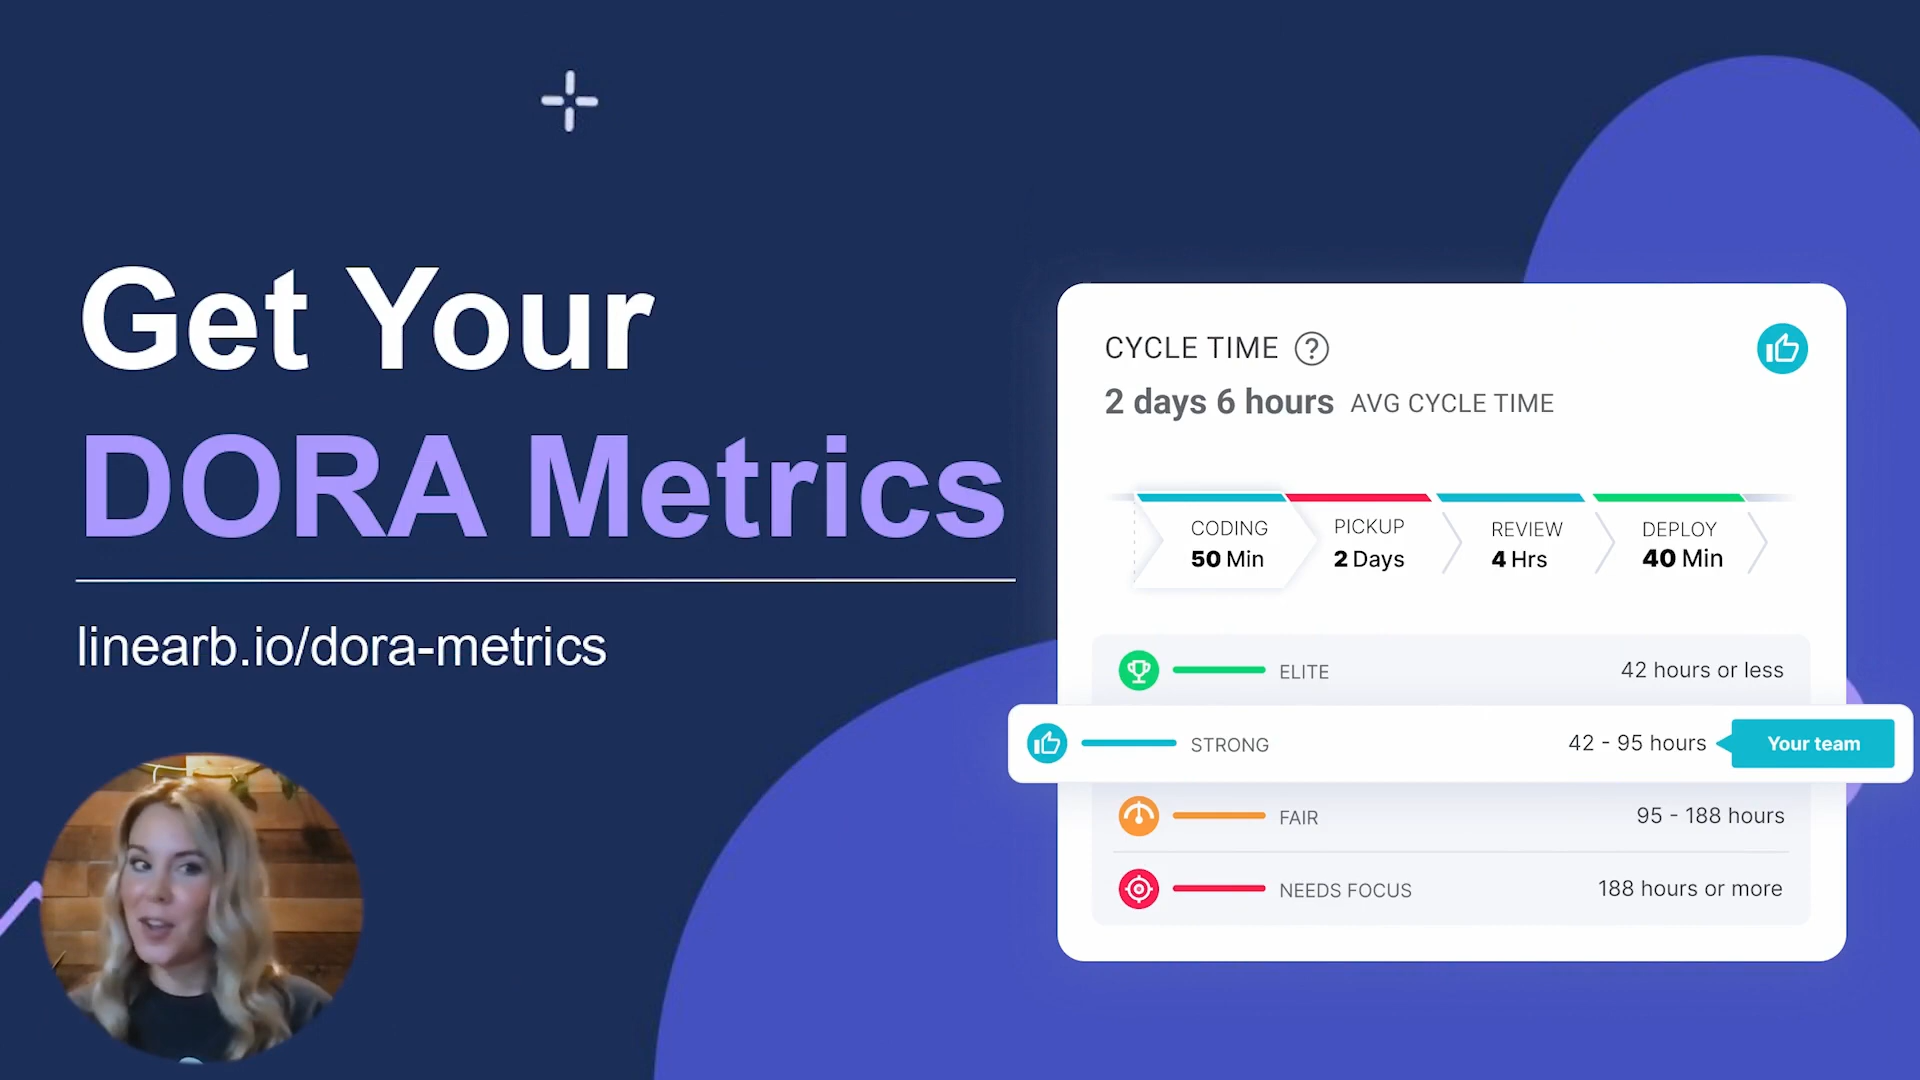 Get Your
DORA Metrics
linearb.io/dora-metrics
CYCLE TIME ?
2 days 6 hours AVG CYCLE TIME
CODING
50 Min
PICKUP
2 Days
REVIEW
4 Hrs
DEPLOY
40 Min
ELITE 42 hours or less
STRONG 42 - 95 hours Your team
FAIR 95 - 188 hours
NEEDS FOCUS 188 hours or more